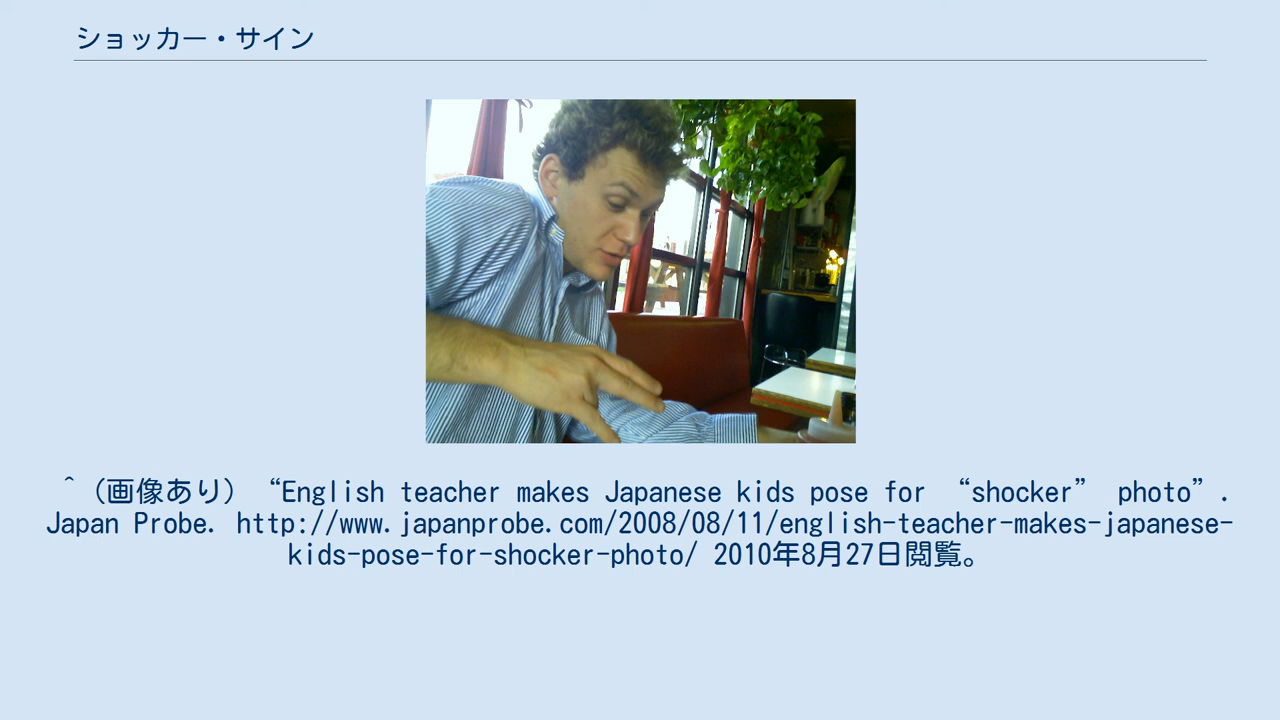 ショッカー・サイン
^（画像あり） “English teacher makes Japanese kids pose for “shocker” photo”.
Japan Probe. http://www.japanprobe.com/2008/08/11/english-teacher-makes-japanese-
kids-pose-for-shocker-photo/ 2010年8月27日閲覧。